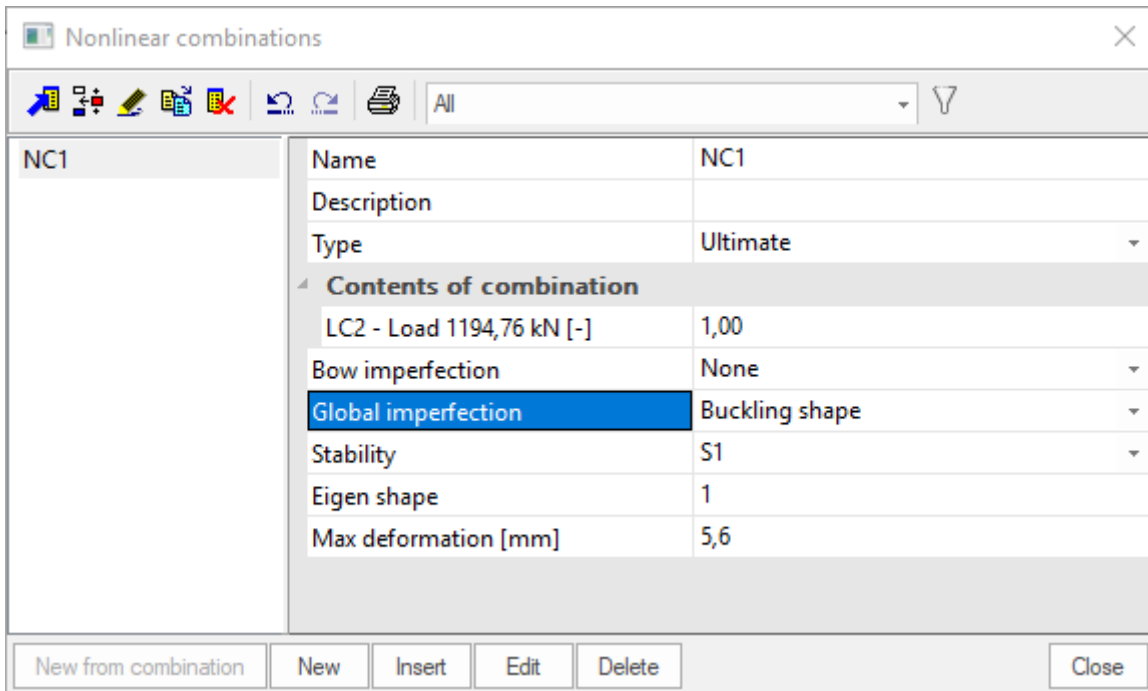 Nonlinear combinations
All
NC1
Name NC1
Description
Type Ultimate
Contents of combination
LC2 - Load 1194,76 kN [-] 1,00
Bow imperfection None
Global imperfection Buckling shape
Stability S1
Eigen shape 1
Max deformation [mm] 5,6
New from combination New Insert Edit Delete Close